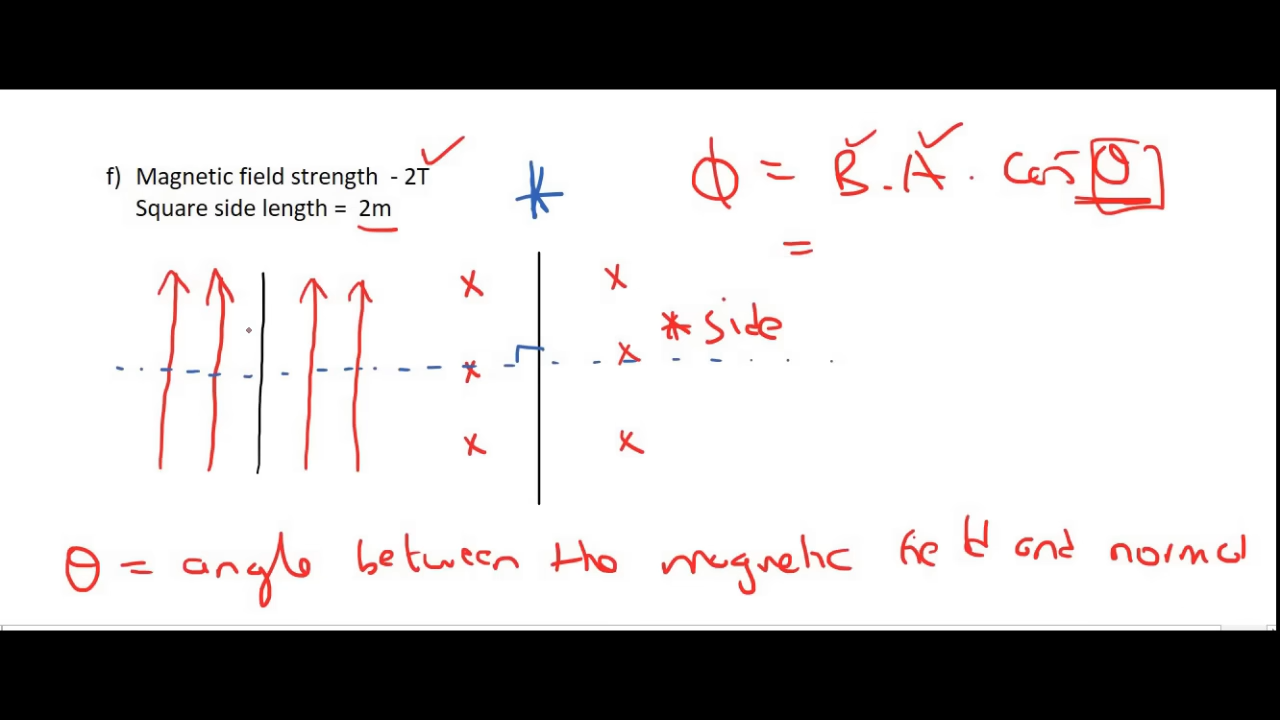 f) Magnetic field strength - 2T
Square side length = 2m
ϕ = B . A . cos θ
=
x x
* side
x x
x x
θ = angle between the magnetic field and normal